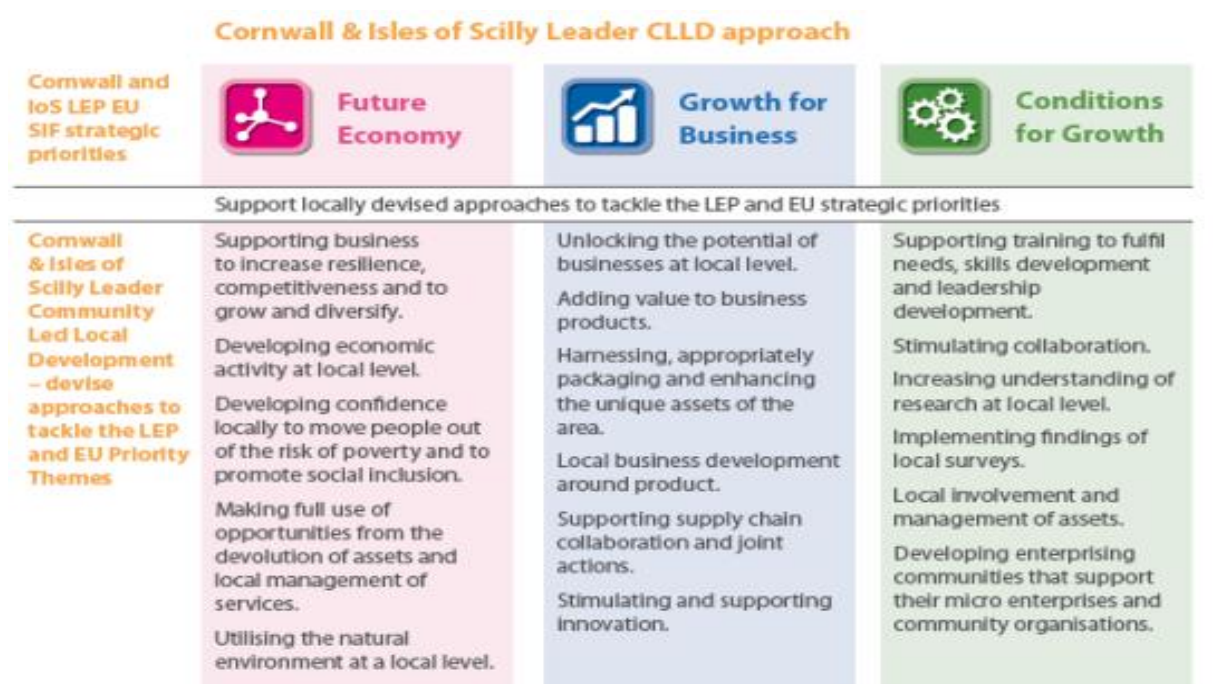 Cornwall & Isles of Scilly Leader CLLD approach
Cornwall and
IoS LEP EU
SIF strategic
priorities
Future
Economy
Growth for
Business
Conditions
for Growth
Support locally devised approaches to tackle the LEP and EU strategic priorities
Cornwall
& Isles of
Scilly Leader
Community
Led Local
Development
– devise
approaches to
tackle the LEP
and EU Priority
Themes
Supporting business
to increase resilience,
competitiveness and to
grow and diversify.
Developing economic
activity at local level.
Developing confidence
locally to move people out
of the risk of poverty and to
promote social inclusion.
Making full use of
opportunities from the
devolution of assets and
local management of
services.
Utilising the natural
environment at a local level.
Unlocking the potential of
businesses at local level.
Adding value to business
products.
Harnessing, appropriately
packaging and enhancing
the unique assets of the
area.
Local business development
around product.
Supporting supply chain
collaboration and joint
actions.
Stimulating and supporting
innovation.
Supporting training to fulfil
needs, skills development
and leadership
development.
Stimulating collaboration.
Increasing understanding of
research at local level.
Implementing findings of
local surveys.
Local involvement and
management of assets.
Developing enterprising
communities that support
their micro enterprises and
community organisations.